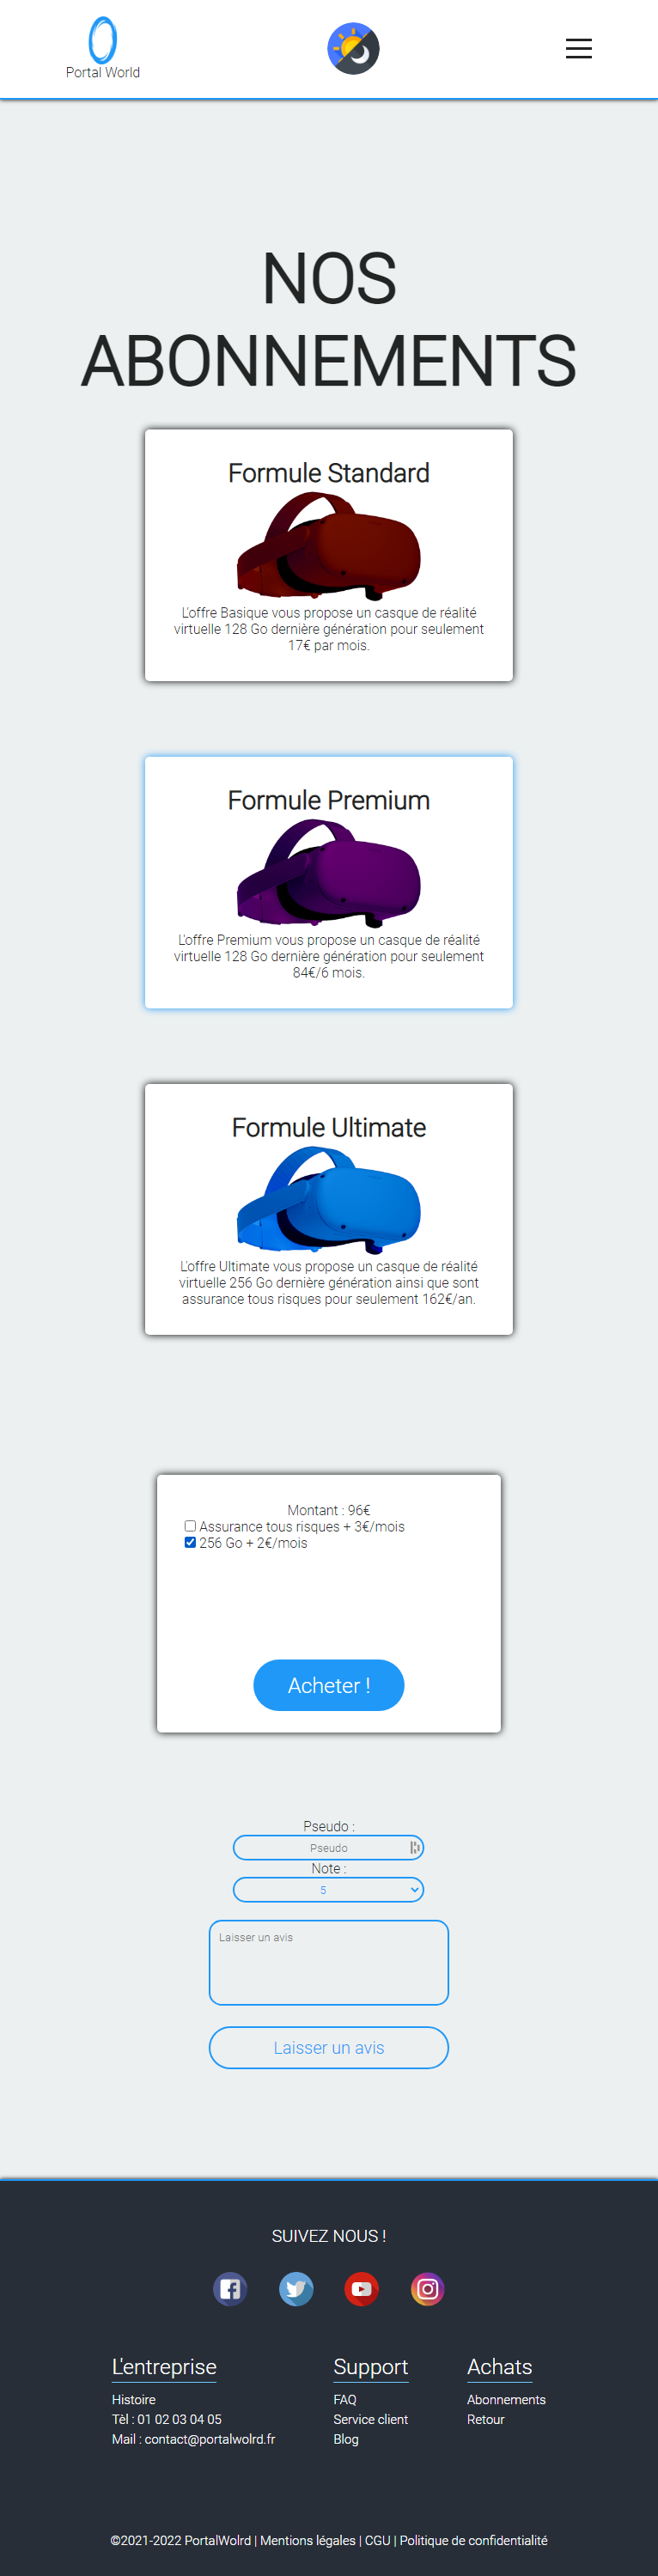 Portal World
NOS
ABONNEMENTS
Formule Standard
L'offre Basique vous propose un casque de réalité
virtuelle 128 Go dernière génération pour seulement
17€ par mois.
Formule Premium
L'offre Premium vous propose un casque de réalité
virtuelle 128 Go dernière génération pour seulement
84€/6 mois.
Formule Ultimate
L'offre Ultimate vous propose un casque de réalité
virtuelle 256 Go dernière génération ainsi que sont
assurance tous risques pour seulement 162€/an.
Montant : 96€
Assurance tous risques + 3€/mois
256 Go + 2€/mois
Acheter !
Pseudo :
Pseudo
Note :
5
Laisser un avis
Laisser un avis
SUIVEZ NOUS !
L'entreprise
Histoire
Tèl : 01 02 03 04 05
Mail : contact@portalwolrd.fr
Support
FAQ
Service client
Blog
Achats
Abonnements
Retour
©2021-2022 PortalWolrd | Mentions légales | CGU | Politique de confidentialité